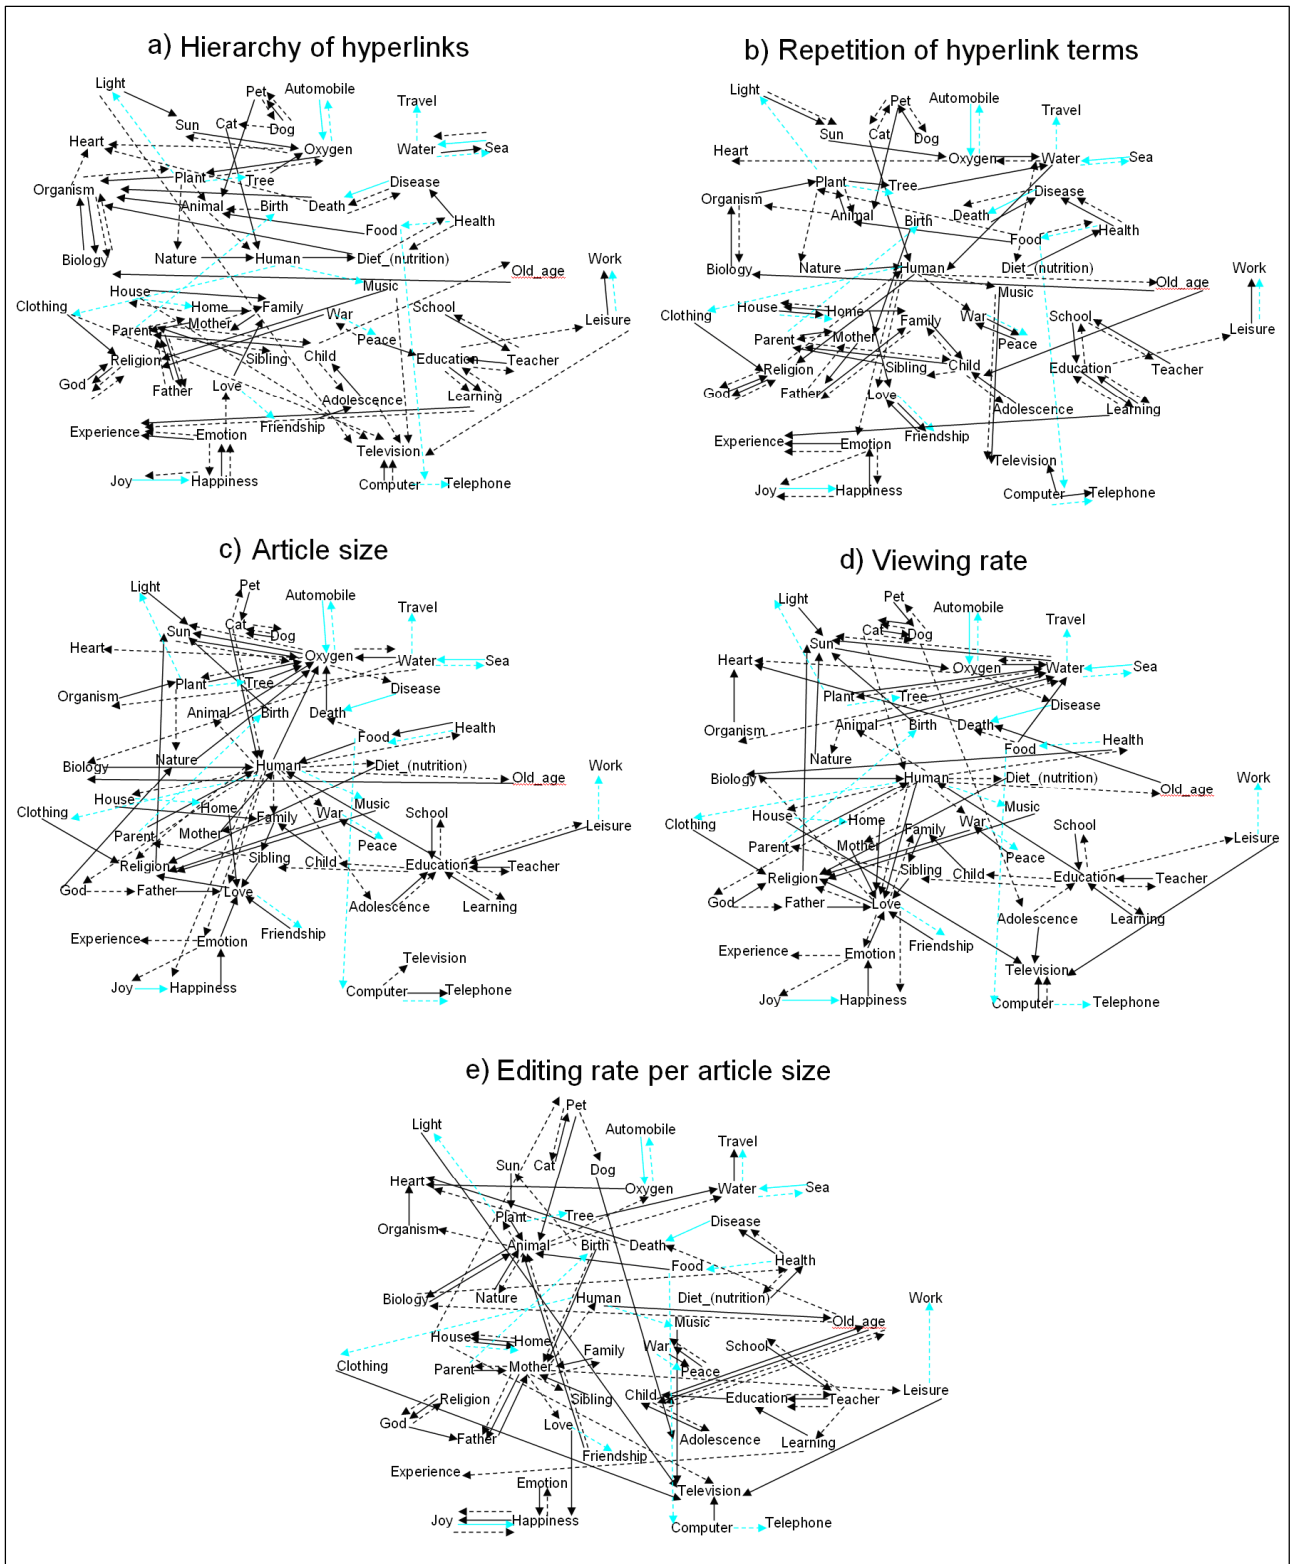 a) Hierarchy of hyperlinks
Light
Pet
Automobile
Travel
Sun
Cat
Dog
Heart
Oxygen
Water
Sea
Organism
Plant
Tree
Disease
Animal
Birth
Death
Food
Health
Biology
Nature
Human
Diet_(nutrition)
Old_age
Work
House
Music
Clothing
Home
Family
War
School
Leisure
Parent
Mother
Peace
Religion
Sibling
Child
Education
Teacher
God
Father
Love
Adolescence
Learning
Experience
Emotion
Friendship
Television
Joy
Happiness
Computer
Telephone
b) Repetition of hyperlink terms
Light
Pet
Automobile
Travel
Sun
Cat
Dog
Heart
Oxygen
Water
Sea
Organism
Plant
Tree
Disease
Animal
Birth
Death
Food
Health
Biology
Nature
Human
Diet_(nutrition)
Old_age
Work
House
Music
Clothing
Home
Family
War
School
Leisure
Parent
Mother
Peace
Religion
Sibling
Child
Education
Teacher
God
Father
Love
Adolescence
Learning
Experience
Emotion
Friendship
Television
Joy
Happiness
Computer
Telephone
c) Article size
Light
Pet
Automobile
Travel
Sun
Cat
Dog
Heart
Oxygen
Water
Sea
Organism
Plant
Tree
Disease
Animal
Birth
Death
Food
Health
Biology
Nature
Human
Diet_(nutrition)
Old_age
Work
House
Music
Clothing
Home
Family
War
School
Leisure
Parent
Mother
Peace
Religion
Sibling
Child
Education
Teacher
God
Father
Love
Adolescence
Learning
Experience
Emotion
Friendship
Television
Joy
Happiness
Computer
Telephone
d) Viewing rate
Light
Pet
Automobile
Travel
Sun
Cat
Dog
Heart
Oxygen
Water
Sea
Organism
Plant
Tree
Disease
Animal
Birth
Death
Food
Health
Biology
Nature
Human
Diet_(nutrition)
Old_age
Work
House
Music
Clothing
Home
Family
War
School
Leisure
Parent
Mother
Peace
Religion
Sibling
Child
Education
Teacher
God
Father
Love
Adolescence
Learning
Experience
Emotion
Friendship
Television
Joy
Happiness
Computer
Telephone
e) Editing rate per article size
Light
Pet
Automobile
Travel
Sun
Cat
Dog
Heart
Oxygen
Water
Sea
Organism
Plant
Tree
Disease
Animal
Birth
Death
Food
Health
Biology
Nature
Human
Diet_(nutrition)
Old_age
Work
House
Music
Clothing
Home
Family
War
School
Leisure
Parent
Mother
Peace
Religion
Sibling
Child
Education
Teacher
God
Father
Love
Adolescence
Learning
Experience
Emotion
Friendship
Television
Joy
Happiness
Computer
Telephone